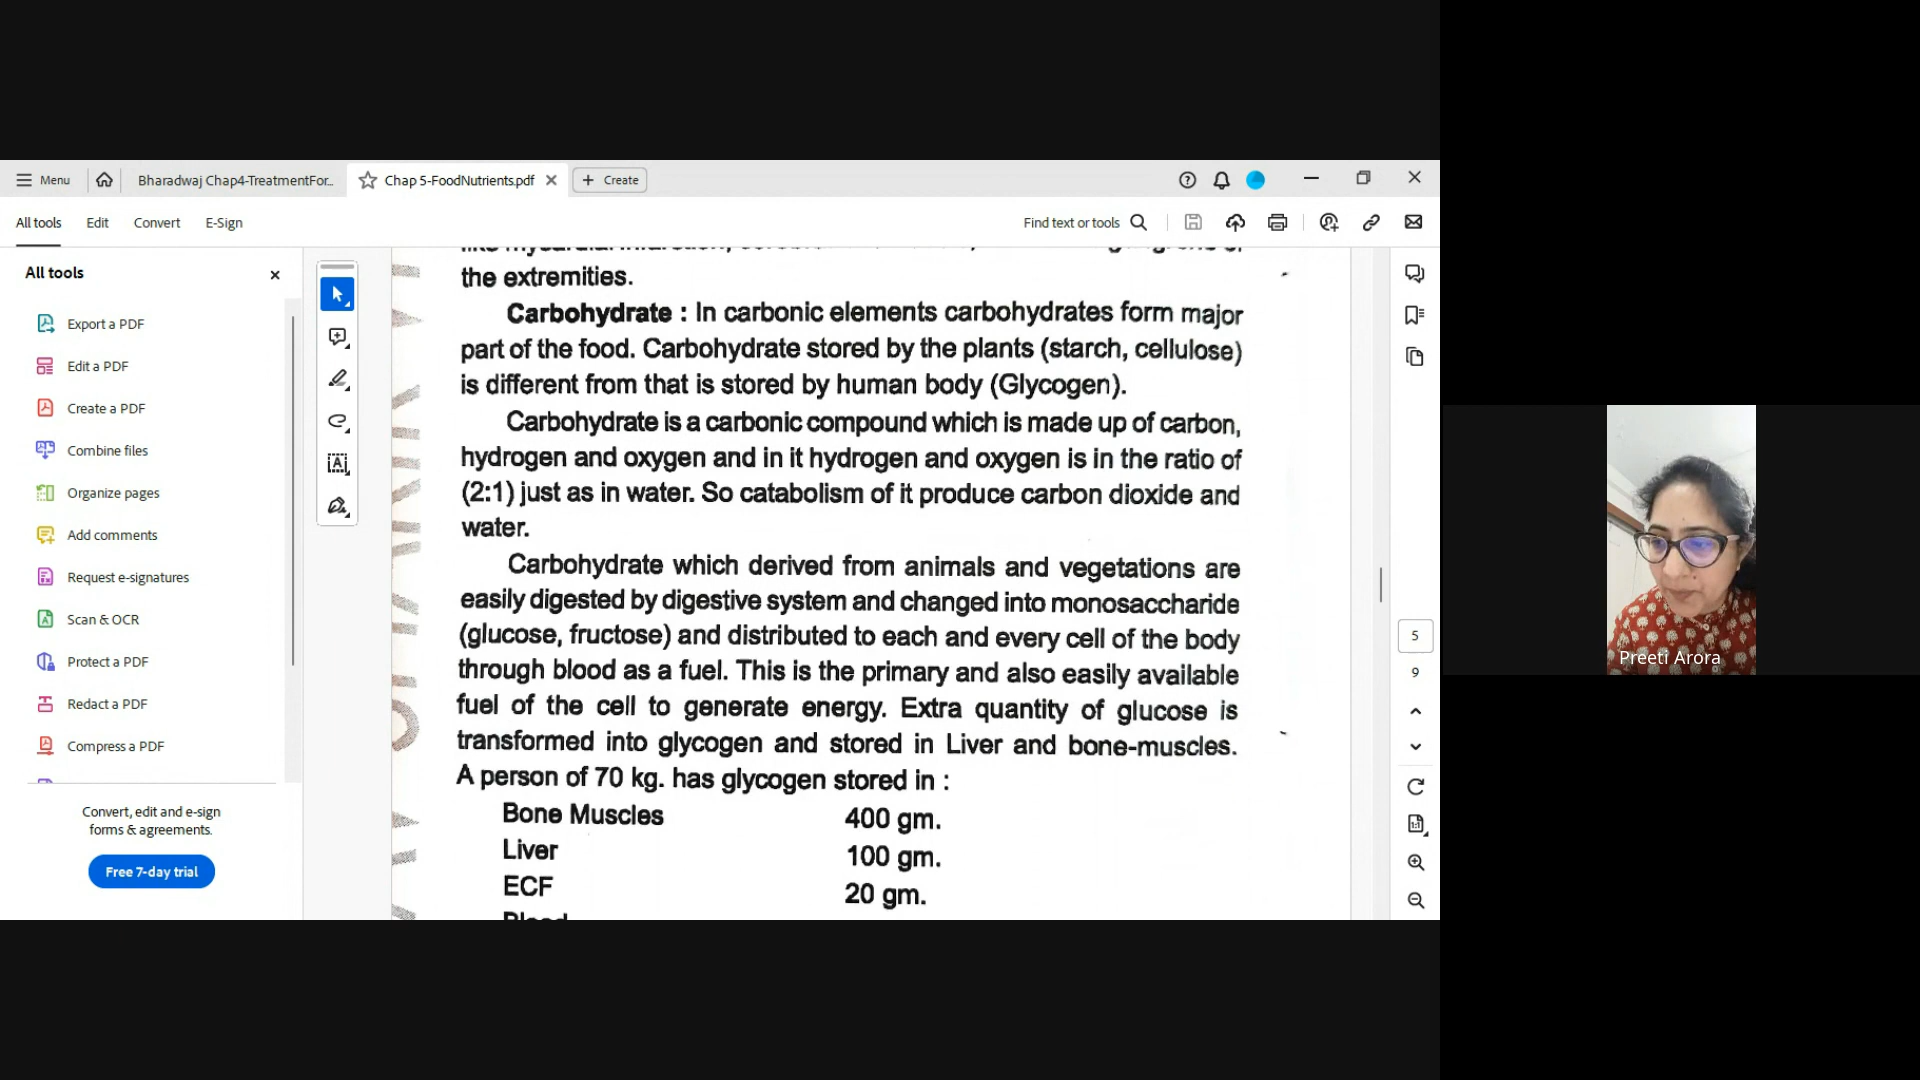 Menu
Bharadwaj Chap4-TreatmentFor...
Chap 5-FoodNutrients.pdf
Create
All tools
Edit
Convert
E-Sign
Find text or tools
All tools
Export a PDF
Edit a PDF
Create a PDF
Combine files
Organize pages
Add comments
Request e-signatures
Scan & OCR
Protect a PDF
Redact a PDF
Compress a PDF
Convert, edit and e-sign
forms & agreements.
Free 7-day trial
like myocardial infarction,
the extremities.
Carbohydrate : In carbonic elements carbohydrates form major
part of the food. Carbohydrate stored by the plants (starch, cellulose)
is different from that is stored by human body (Glycogen).
Carbohydrate is a carbonic compound which is made up of carbon,
hydrogen and oxygen and in it hydrogen and oxygen is in the ratio of
(2:1) just as in water. So catabolism of it produce carbon dioxide and
water.
Carbohydrate which derived from animals and vegetations are
easily digested by digestive system and changed into monosaccharide
(glucose, fructose) and distributed to each and every cell of the body
through blood as a fuel. This is the primary and also easily available
fuel of the cell to generate energy. Extra quantity of glucose is
transformed into glycogen and stored in Liver and bone-muscles.
A person of 70 kg. has glycogen stored in :
Bone Muscles 400 gm.
Liver 100 gm.
ECF 20 gm.
Blood
5
9
Preeti Arora